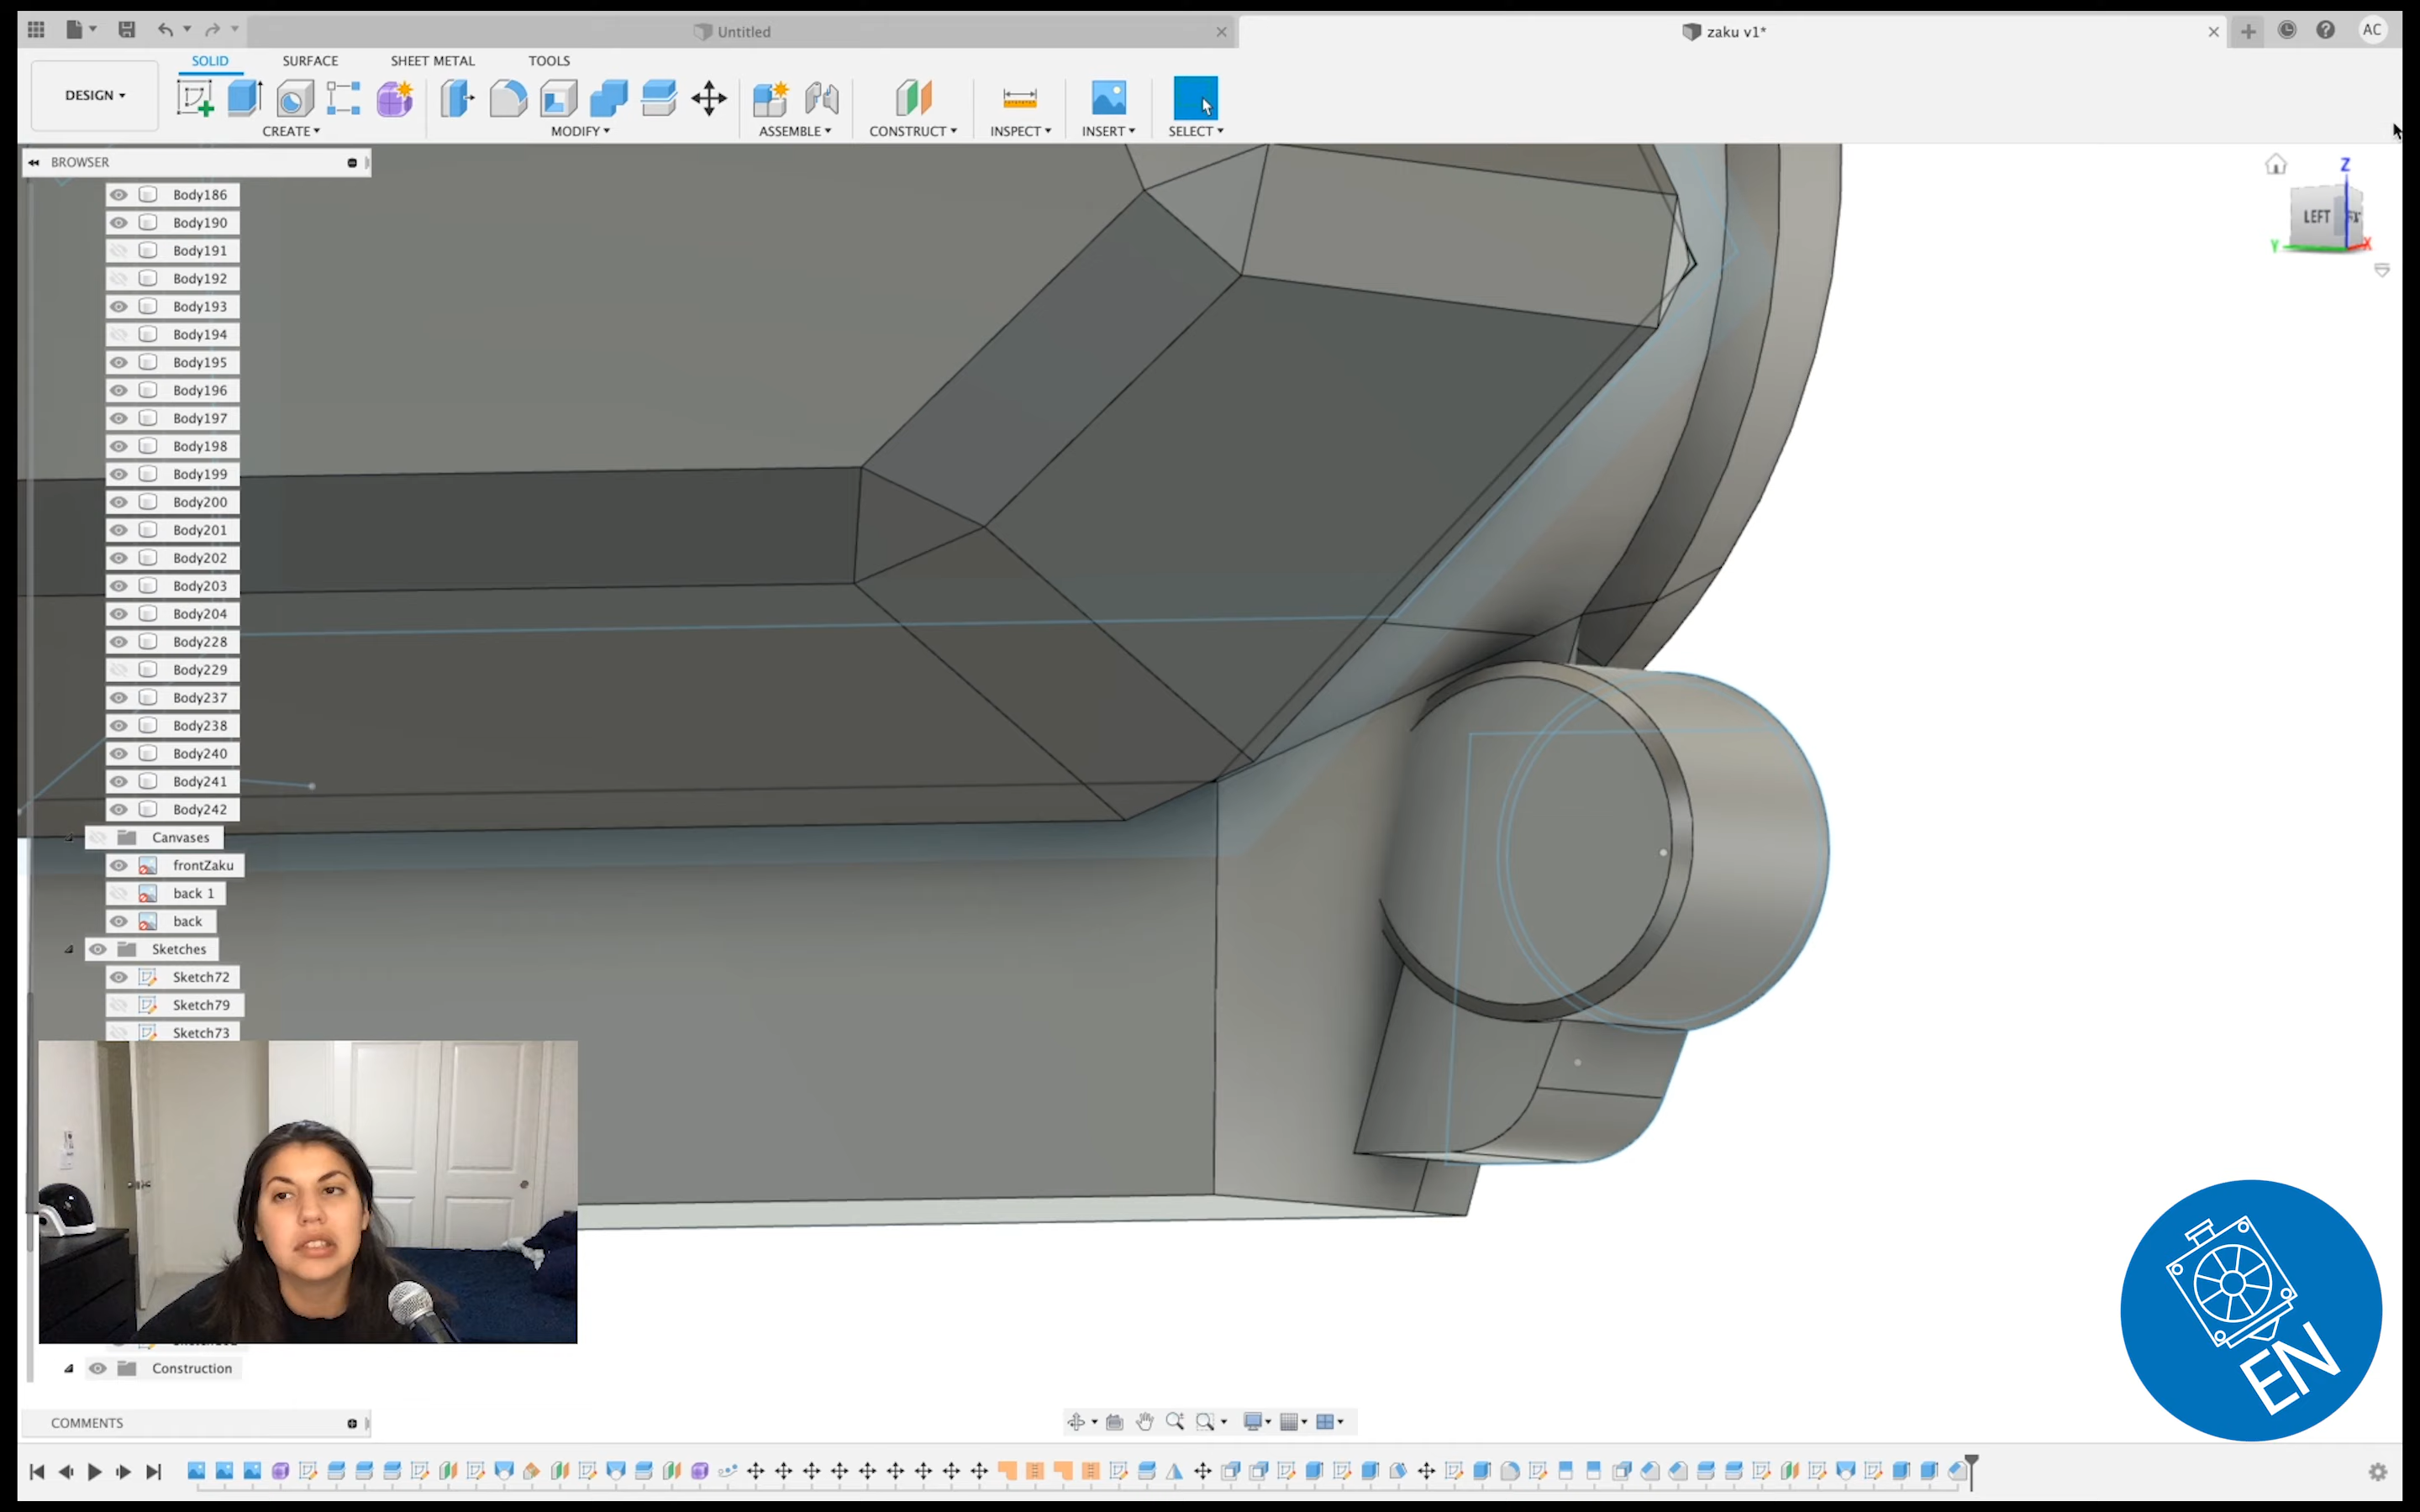 Untitled
zaku v1*
AC
SOLID
SURFACE
SHEET METAL
TOOLS
DESIGN
CREATE
MODIFY
ASSEMBLE
CONSTRUCT
INSPECT
INSERT
SELECT
BROWSER
Z
LEFT
Y
X
Body186
Body190
Body191
Body192
Body193
Body194
Body195
Body196
Body197
Body198
Body199
Body200
Body201
Body202
Body203
Body204
Body228
Body229
Body237
Body238
Body240
Body241
Body242
Canvases
frontZaku
back 1
back
Sketches
Sketch72
Sketch79
Sketch73
Construction
COMMENTS
EN